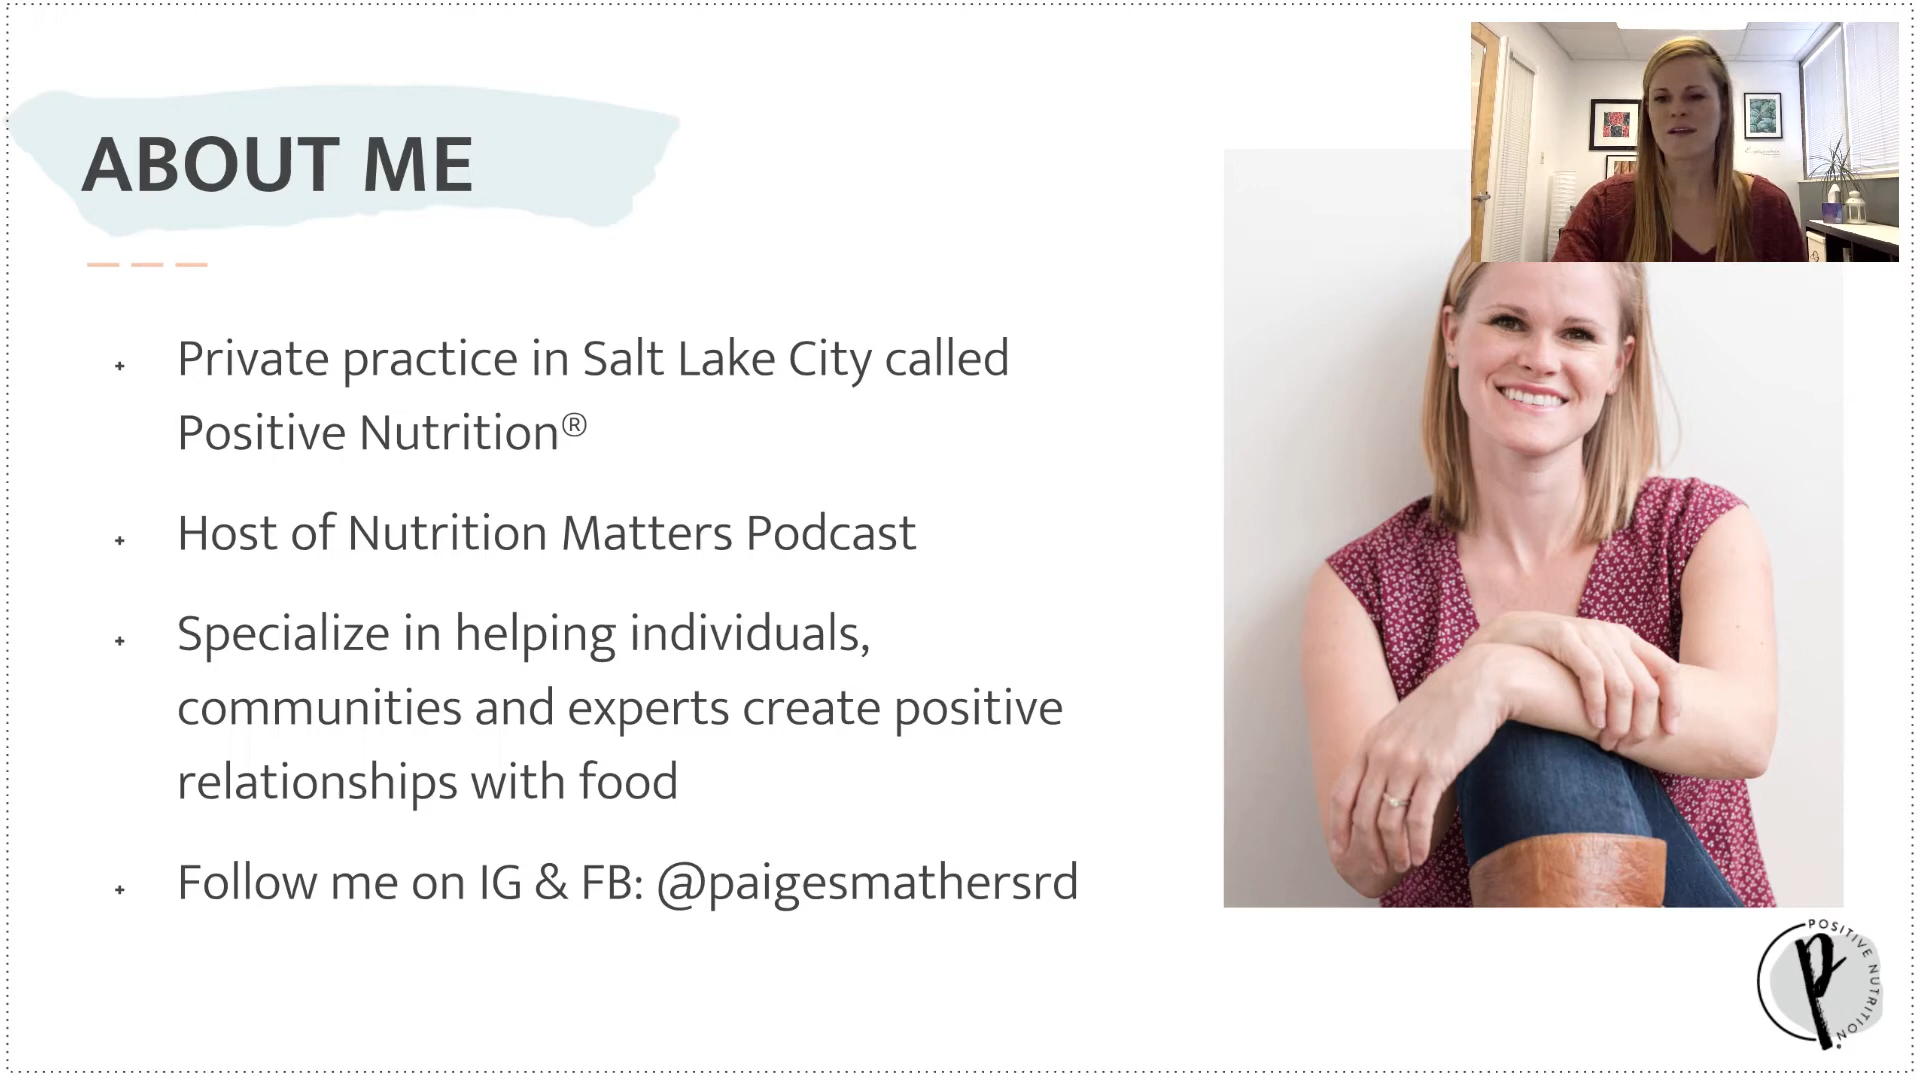 ABOUT ME
Private practice in Salt Lake City called
Positive Nutrition®
Host of Nutrition Matters Podcast
Specialize in helping individuals,
communities and experts create positive
relationships with food
Follow me on IG & FB: @paigesmathersrd
POSITIVE NUTRITION®
P